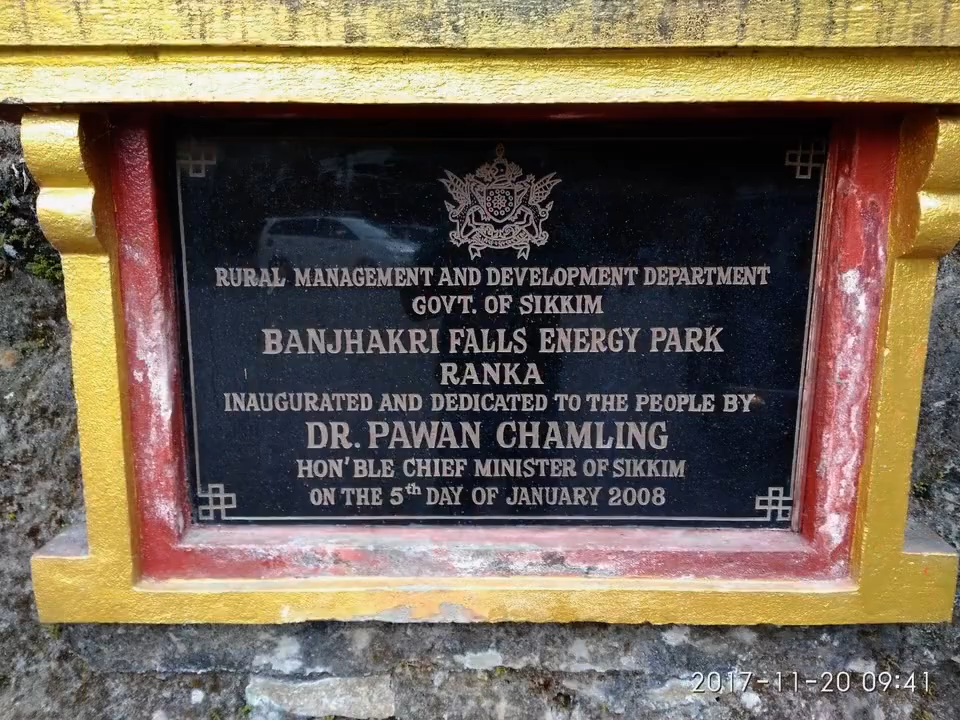 RURAL MANAGEMENT AND DEVELOPMENT DEPARTMENT
GOVT. OF SIKKIM
BANJHAKRI FALLS ENERGY PARK
RANKA
INAUGURATED AND DEDICATED TO THE PEOPLE BY
DR. PAWAN CHAMLING
HON'BLE CHIEF MINISTER OF SIKKIM
ON THE 5th DAY OF JANUARY 2008
2017-11-20 09:41